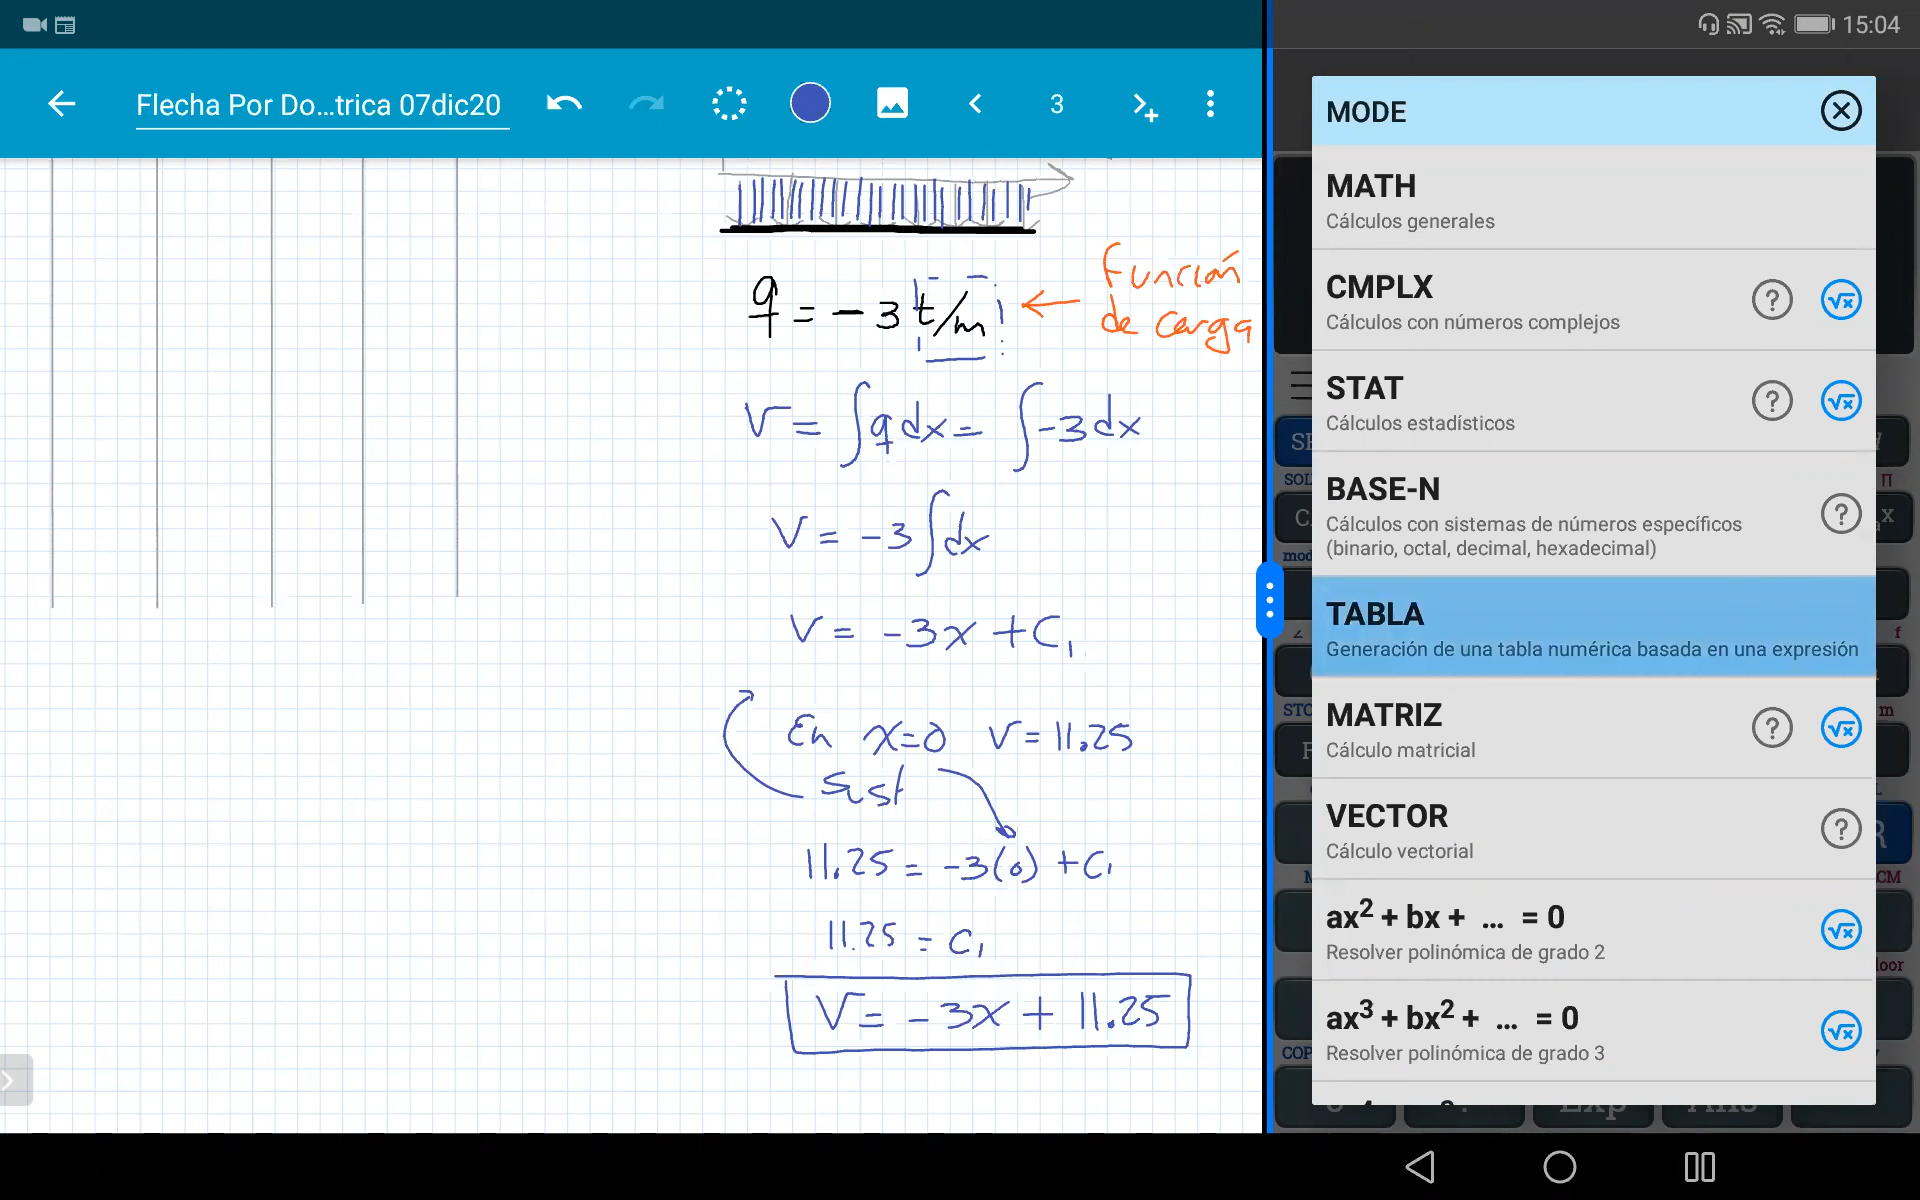 15:04
Flecha Por Do...trica 07dic20
3
q = -3 t/m
Función
de carga
V = ∫q dx = ∫-3 dx
V = -3∫dx
V = -3x + C₁
En x=0 V = 11.25
sust
11.25 = -3(0) + C₁
11.25 = C₁
V = -3x + 11.25
MODE
MATH
Cálculos generales
CMPLX
Cálculos con números complejos
STAT
Cálculos estadísticos
BASE-N
Cálculos con sistemas de números específicos
(binario, octal, decimal, hexadecimal)
TABLA
Generación de una tabla numérica basada en una expresión
MATRIZ
Cálculo matricial
VECTOR
Cálculo vectorial
ax² + bx + ... = 0
Resolver polinómica de grado 2
ax³ + bx² + ... = 0
Resolver polinómica de grado 3
Exp
Ans